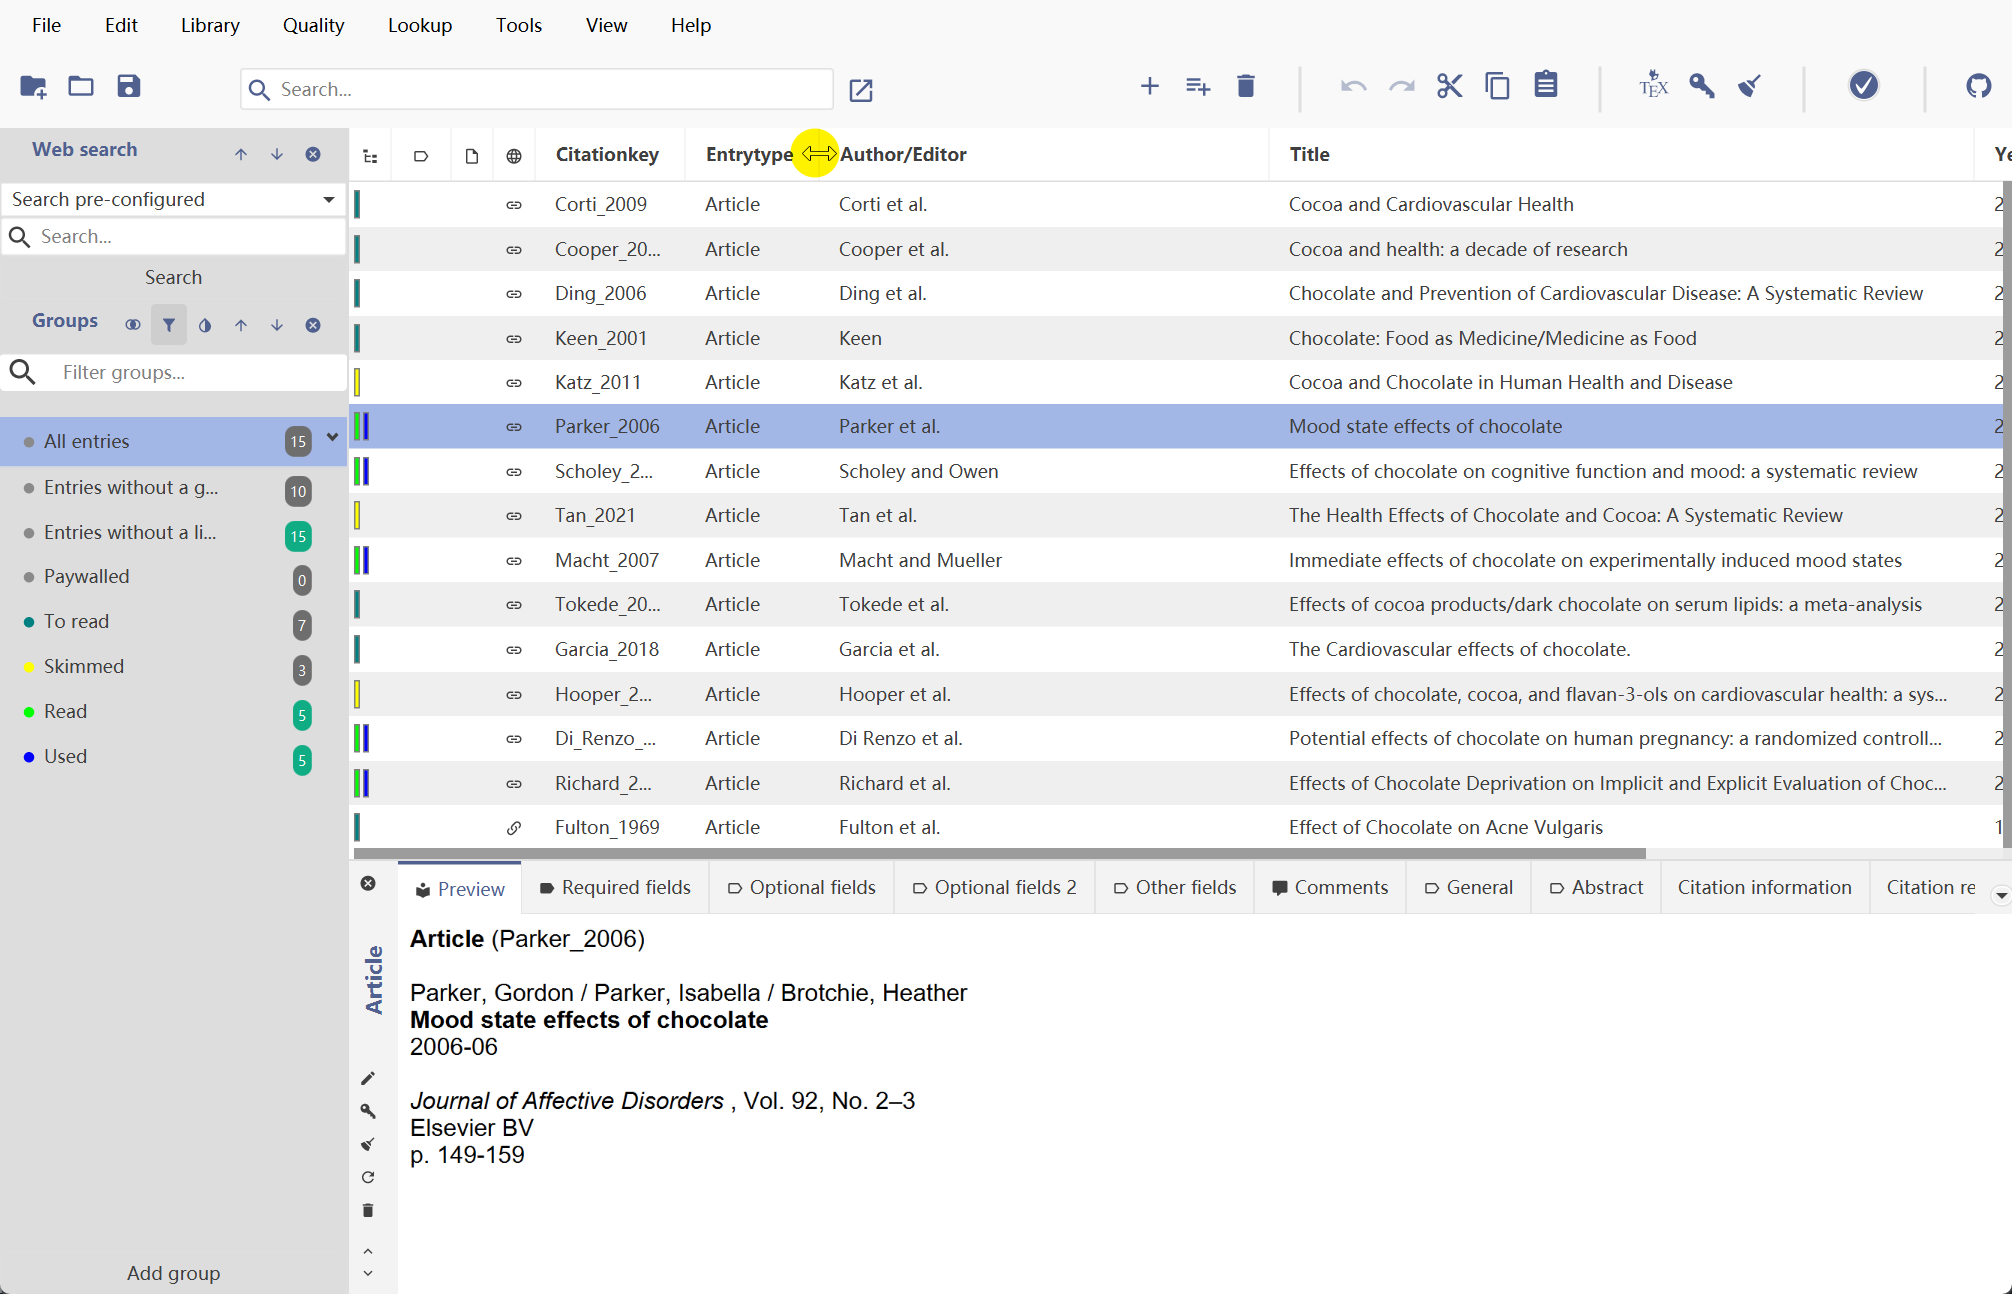 File Edit Library Quality Lookup Tools View Help
Search...
TEX
Web search
Search pre-configured
Search...
Search
Groups
Filter groups...
All entries 15
Entries without a g... 10
Entries without a li... 15
Paywalled 0
To read 7
Skimmed 3
Read 5
Used 5
Add group
Citationkey Entrytype Author/Editor Title Ye
Corti_2009 Article Corti et al. Cocoa and Cardiovascular Health 2
Cooper_20... Article Cooper et al. Cocoa and health: a decade of research 2
Ding_2006 Article Ding et al. Chocolate and Prevention of Cardiovascular Disease: A Systematic Review 2
Keen_2001 Article Keen Chocolate: Food as Medicine/Medicine as Food 2
Katz_2011 Article Katz et al. Cocoa and Chocolate in Human Health and Disease 2
Parker_2006 Article Parker et al. Mood state effects of chocolate 2
Scholey_2... Article Scholey and Owen Effects of chocolate on cognitive function and mood: a systematic review 2
Tan_2021 Article Tan et al. The Health Effects of Chocolate and Cocoa: A Systematic Review 2
Macht_2007 Article Macht and Mueller Immediate effects of chocolate on experimentally induced mood states 2
Tokede_20... Article Tokede et al. Effects of cocoa products/dark chocolate on serum lipids: a meta-analysis 2
Garcia_2018 Article Garcia et al. The Cardiovascular effects of chocolate. 2
Hooper_2... Article Hooper et al. Effects of chocolate, cocoa, and flavan-3-ols on cardiovascular health: a sys... 2
Di_Renzo_... Article Di Renzo et al. Potential effects of chocolate on human pregnancy: a randomized controll... 2
Richard_2... Article Richard et al. Effects of Chocolate Deprivation on Implicit and Explicit Evaluation of Choc... 2
Fulton_1969 Article Fulton et al. Effect of Chocolate on Acne Vulgaris 1
Preview Required fields Optional fields Optional fields 2 Other fields Comments General Abstract Citation information Citation re
Article
Article (Parker_2006)
Parker, Gordon / Parker, Isabella / Brotchie, Heather
Mood state effects of chocolate
2006-06
Journal of Affective Disorders , Vol. 92, No. 2–3
Elsevier BV
p. 149-159